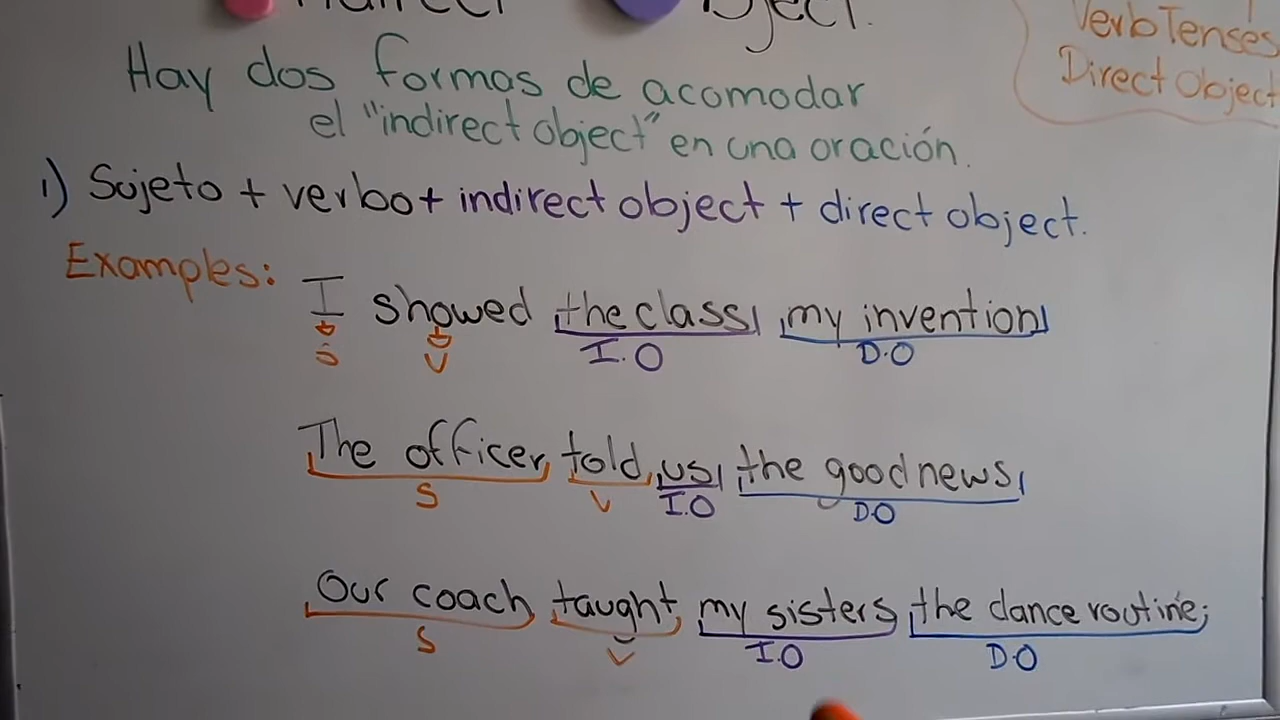 Verb Tenses
Direct Object
Hay dos formas de acomodar
el "indirect object" en una oración.
1) Sujeto + verbo + indirect object + direct object.
Examples:
I showed the class my invention
S V I.O D.O
The officer told us the good news
S V I.O D.O
Our coach taught my sisters the dance routine;
S V I.O D.O